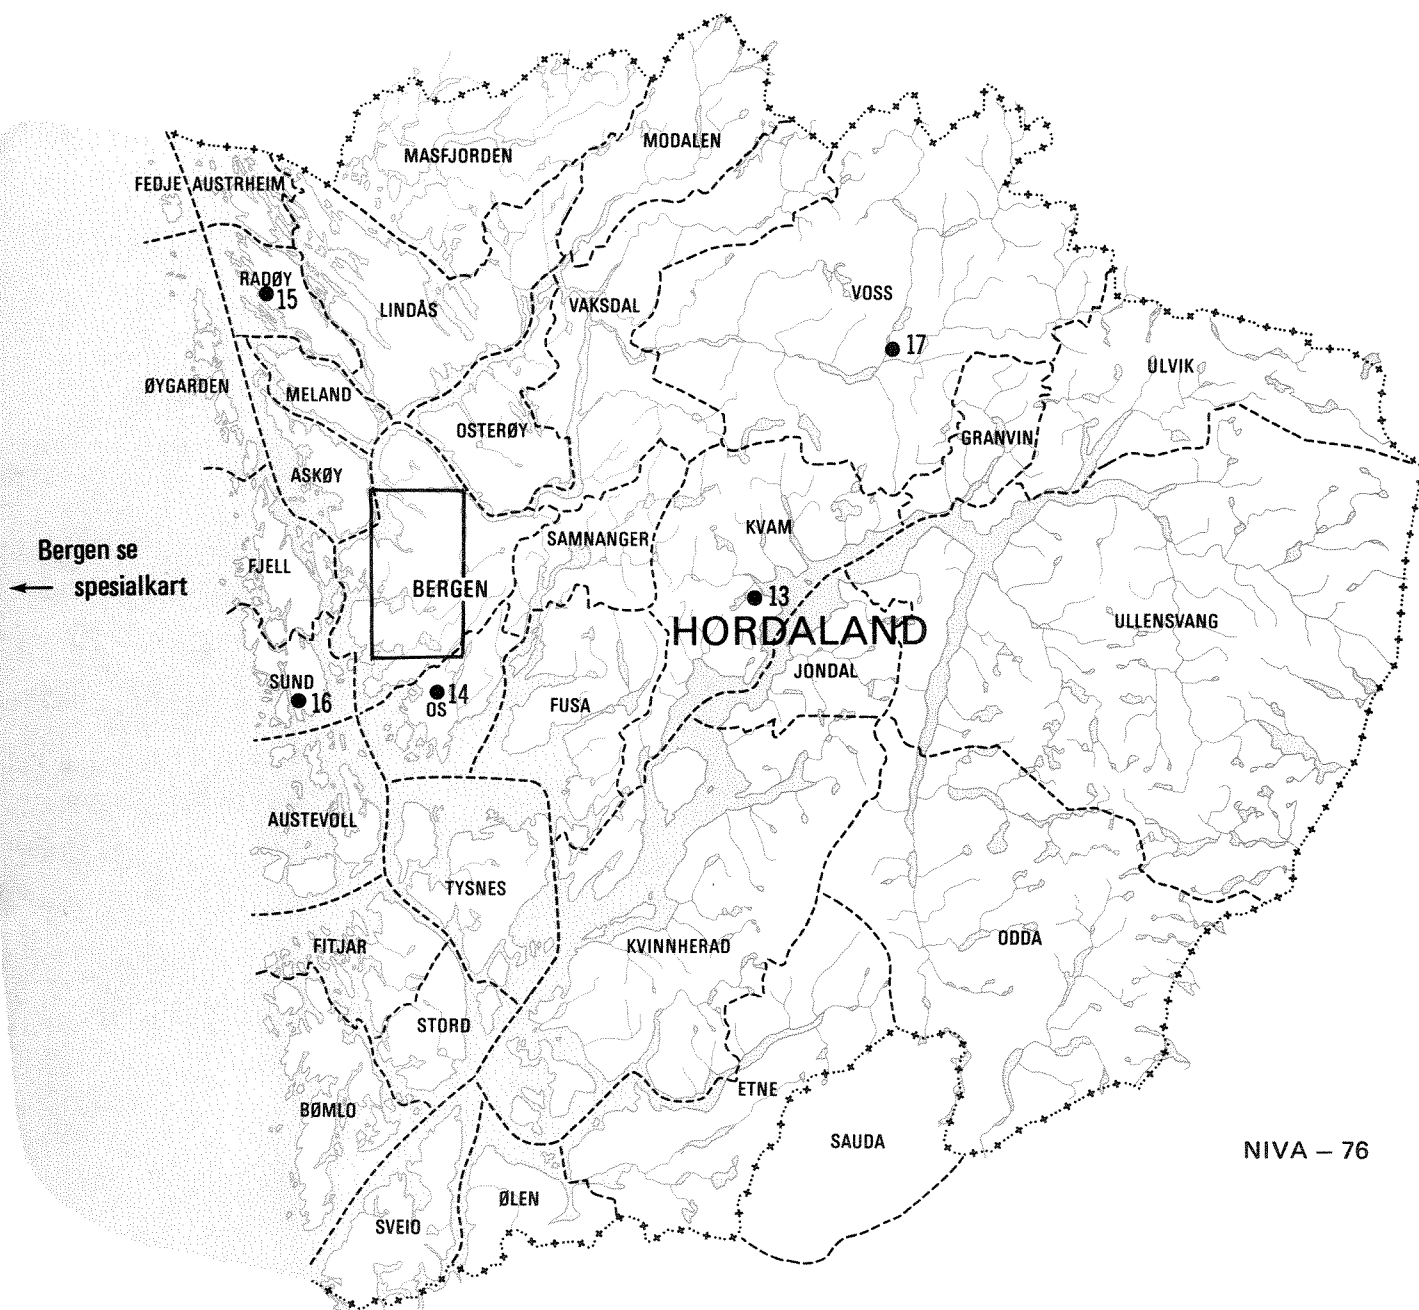 MODALEN
MASFJORDEN
FEDJE AUSTRHEIM
RADØY
15
LINDÅS
VAKSDAL
VOSS
17
ULVIK
ØYGARDEN
MELAND
OSTERØY
GRANVIN
ASKØY
KVAM
SAMNANGER
Bergen se
spesialkart
FJELL
BERGEN
13
HORDALAND
ULLENSVANG
JONDAL
SUND
16
14
OS
FUSA
AUSTEVOLL
TYSNES
FITJAR
KVINNHERAD
ODDA
STORD
ETNE
BØMLO
SAUDA
NIVA – 76
ØLEN
SVEIO